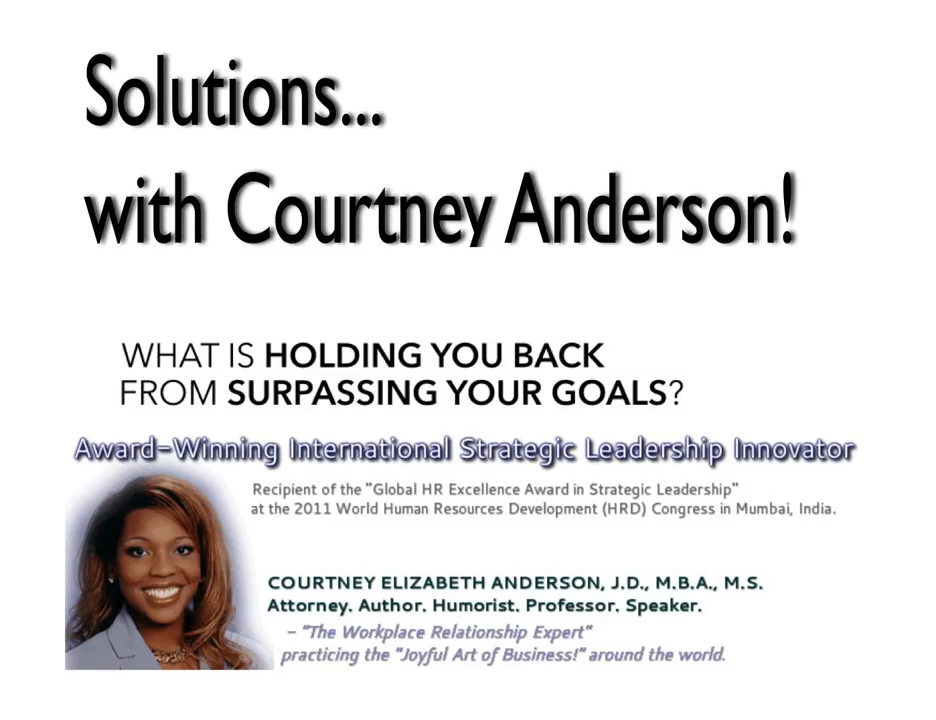 Solutions...
with Courtney Anderson!
WHAT IS HOLDING YOU BACK
FROM SURPASSING YOUR GOALS?
Award-Winning International Strategic Leadership Innovator
Recipient of the "Global HR Excellence Award in Strategic Leadership"
at the 2011 World Human Resources Development (HRD) Congress in Mumbai, India.
COURTNEY ELIZABETH ANDERSON, J.D., M.B.A., M.S.
Attorney. Author. Humorist. Professor. Speaker.
- "The Workplace Relationship Expert"
practicing the "Joyful Art of Business!" around the world.